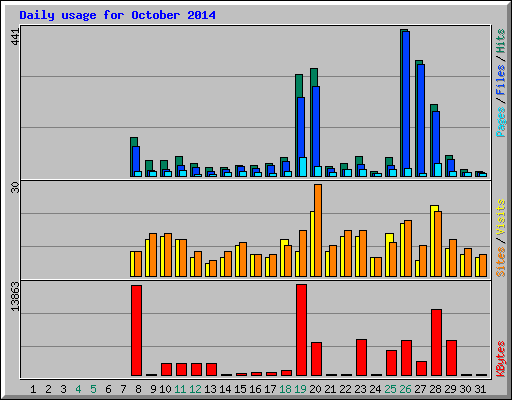 Daily usage for October 2014
441
Pages / Files / Hits
30
Sites / Visits
13863
KBytes
1 2 3 4 5 6 7 8 9 10 11 12 13 14 15 16 17 18 19 20 21 22 23 24 25 26 27 28 29 30 31